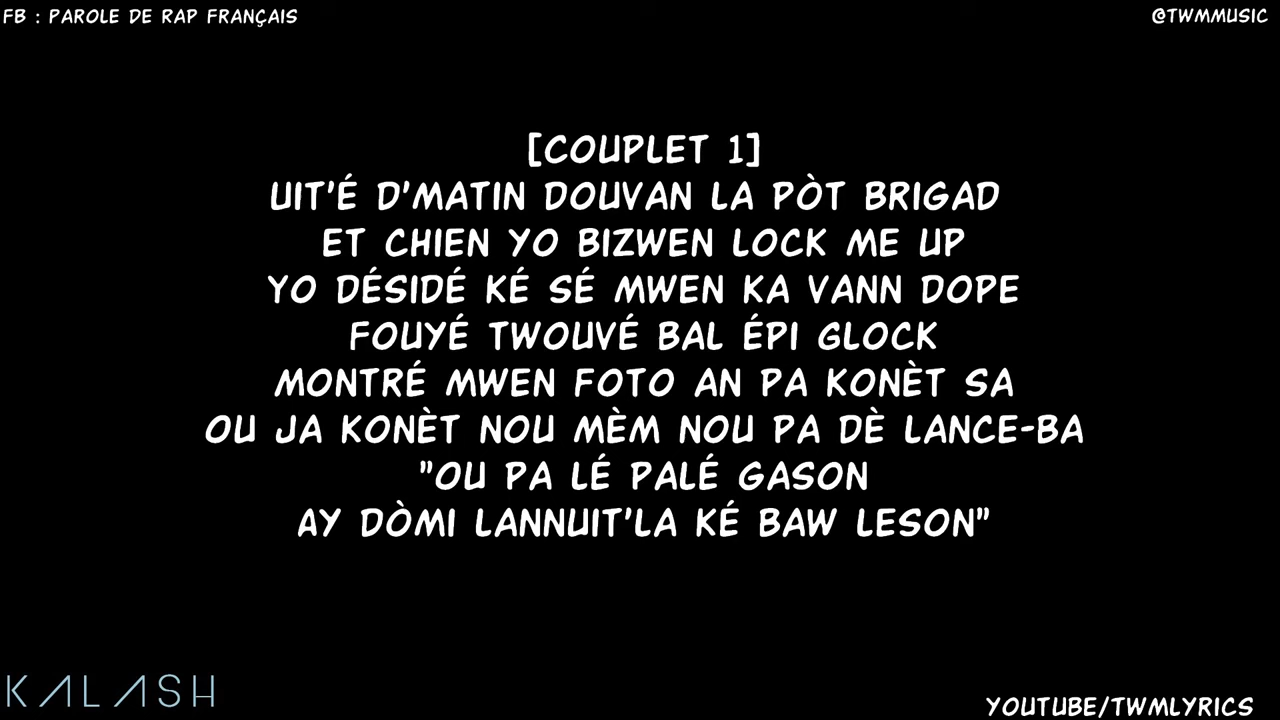 FB : PAROLE DE RAP FRANÇAIS
@TWMMUSIC
[COUPLET 1]
UIT'É D'MATIN DOUVAN LA PÒT BRIGAD
ET CHIEN YO BIZWEN LOCK ME UP
YO DÉSIDÉ KÉ SÉ MWEN KA VANN DOPE
FOUYÉ TWOUVÉ BAL ÉPI GLOCK
MONTRÉ MWEN FOTO AN PA KONÈT SA
OU JA KONÈT NOU MÈM NOU PA DÈ LANCE-BA
"OU PA LÉ PALÉ GASON
AY DÒMI LANNUIT'LA KÉ BAW LESON"
KALASH
YOUTUBE/TWMLYRICS